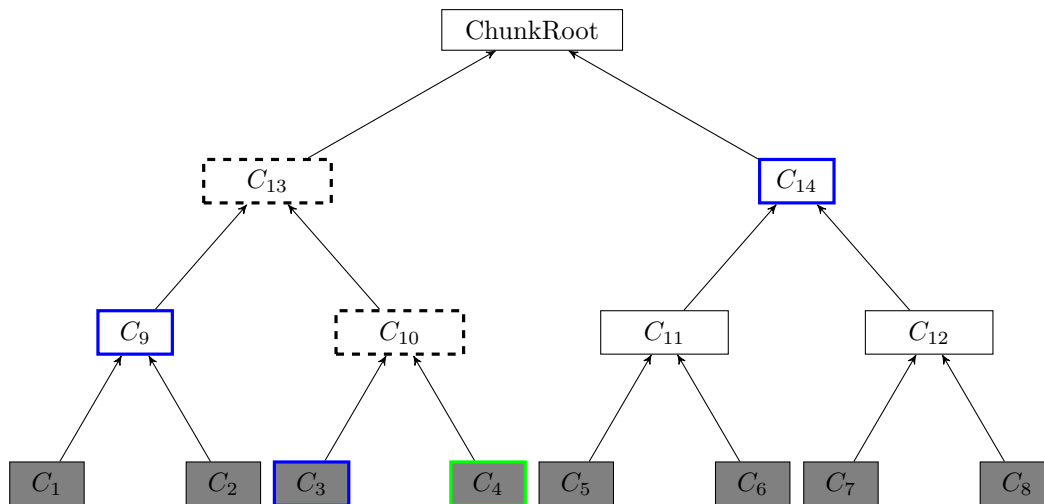 ChunkRoot
C₁₃ C₁₄
C₉ C₁₀ C₁₁ C₁₂
C₁ C₂ C₃ C₄ C₅ C₆ C₇ C₈